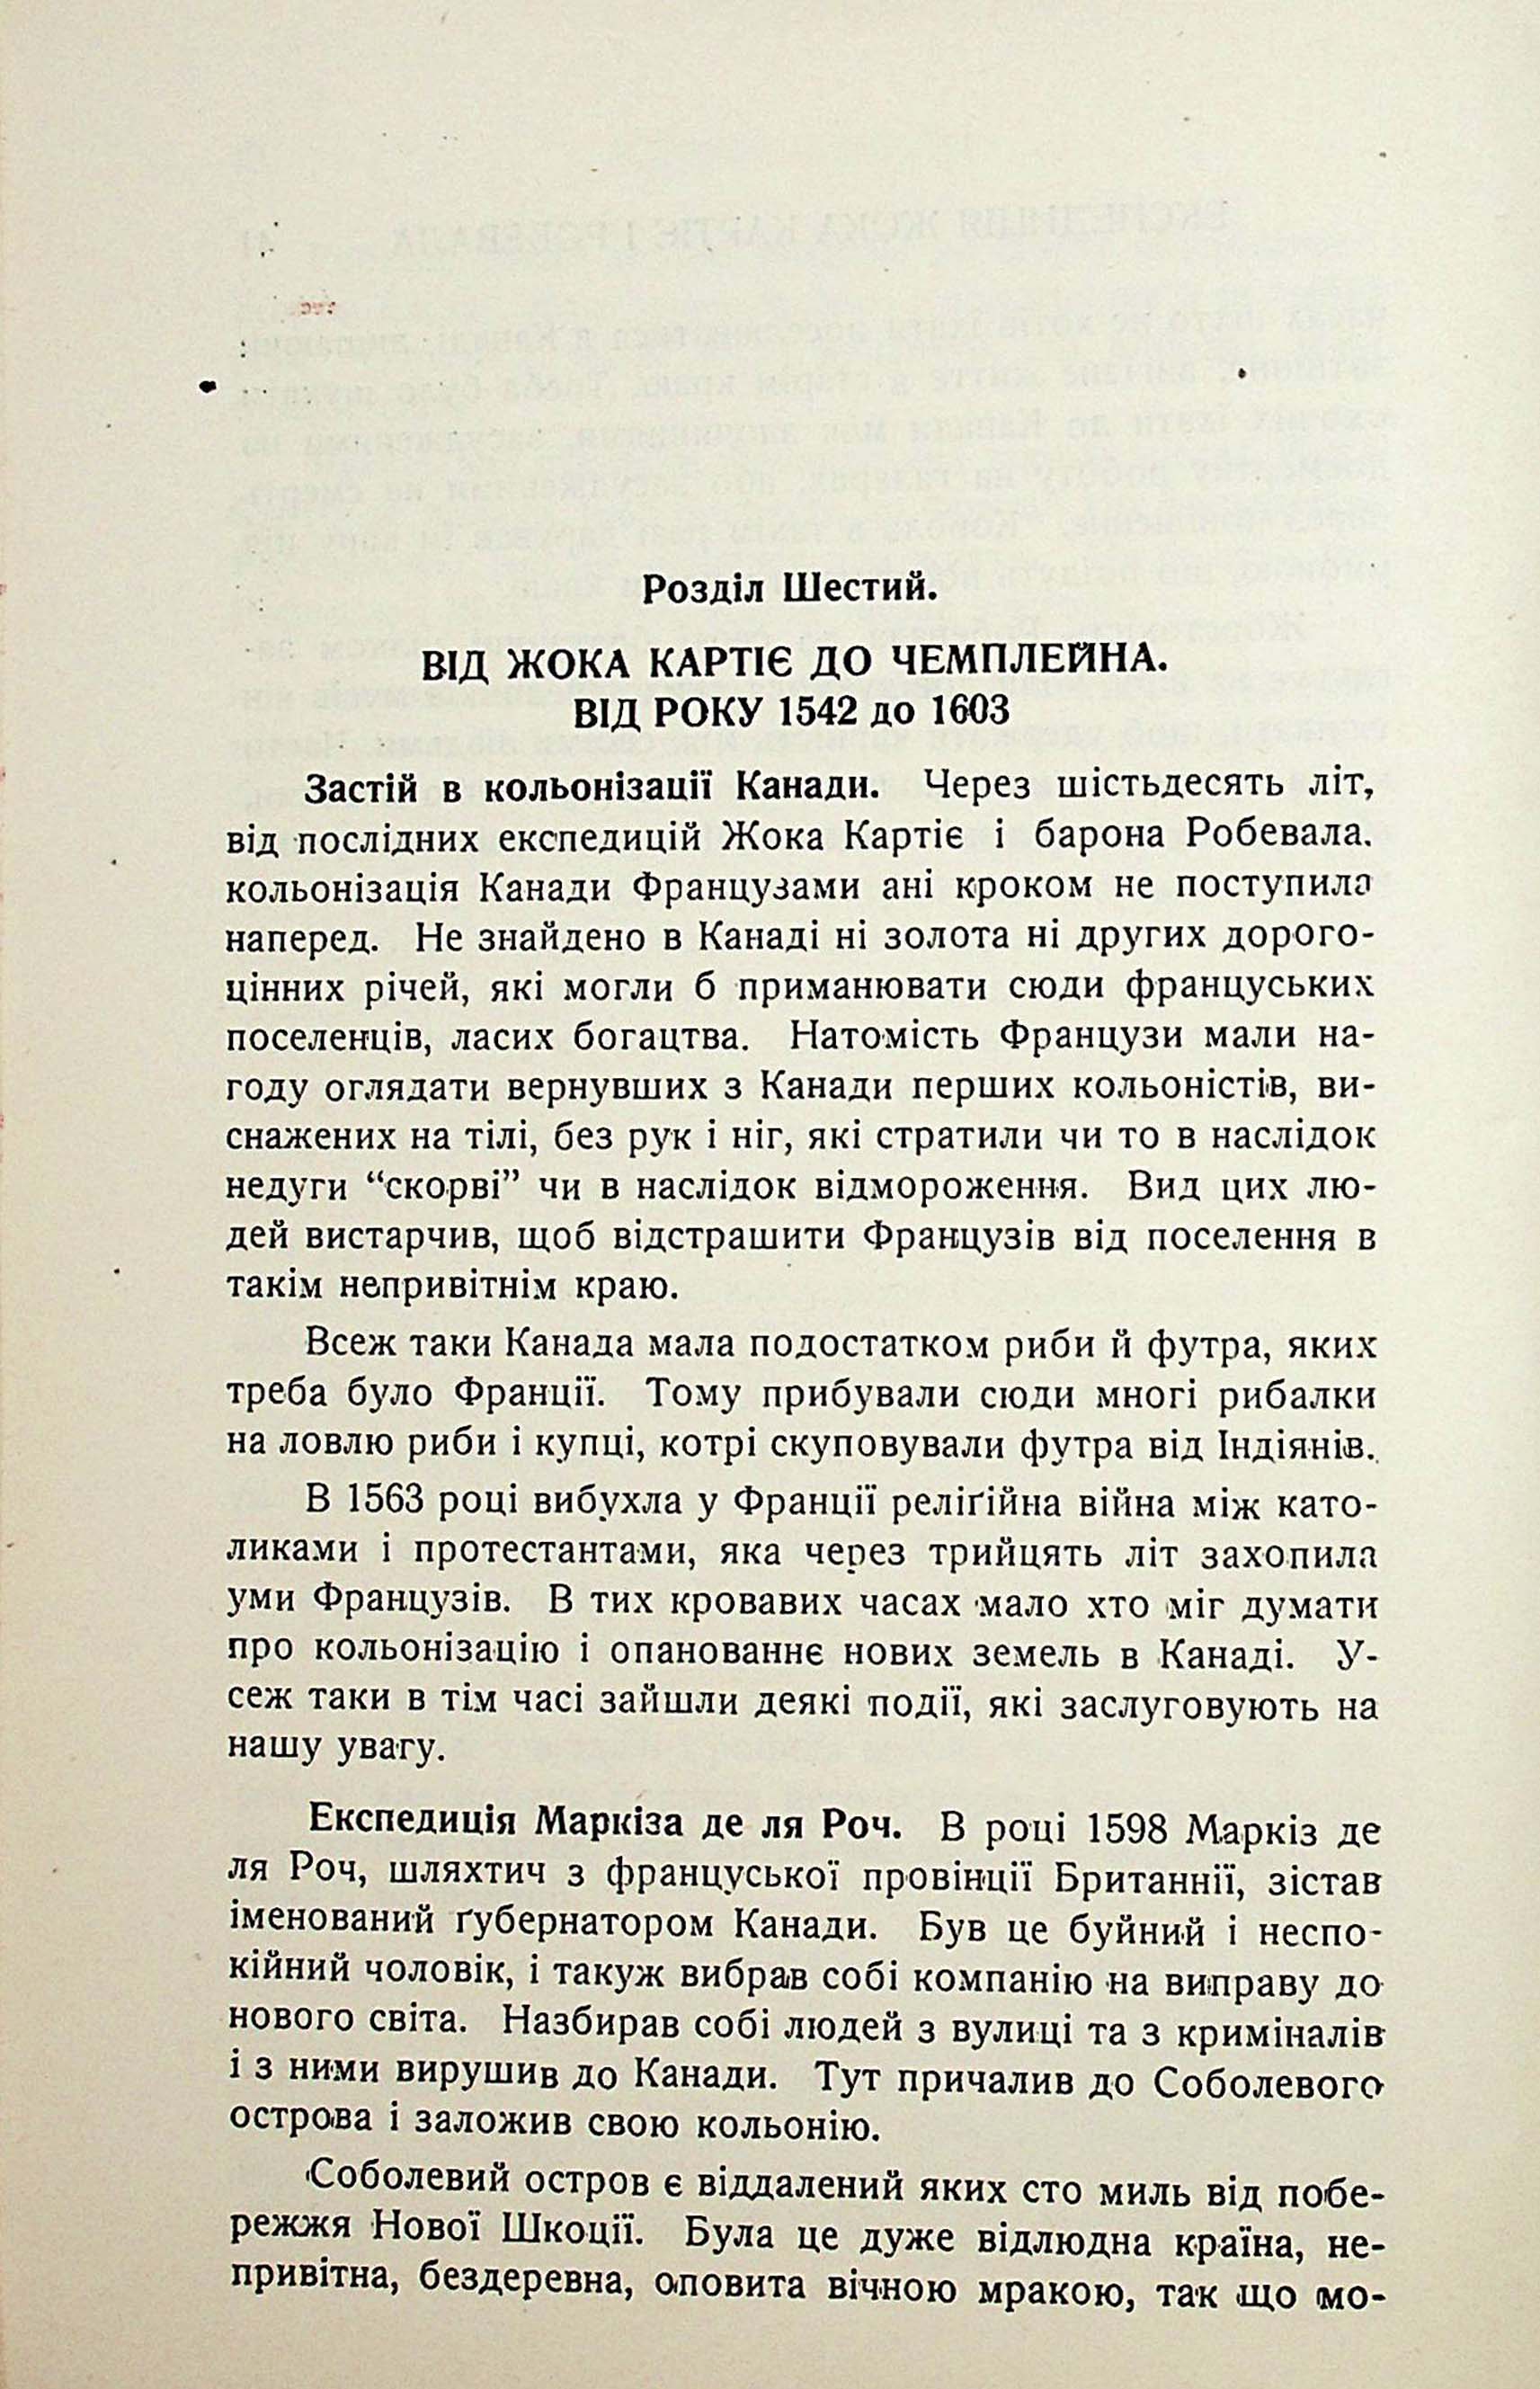 Розділ Шестий.
ВІД ЖОКА КАРТІЄ ДО ЧЕМПЛЕЙНА.
ВІД РОКУ 1542 до 1603
Застій в кольонізації Канади. Через шістьдесять літ,
від послідних експедицій Жока Картіє і барона Робевала.
кольонізація Канади Французами ані кроком не поступила
наперед. Не знайдено в Канаді ні золота ні других дорого-
цінних річей, які могли б приманювати сюди француських
поселенців, ласих богацтва. Натомість Французи мали на-
году оглядати вернувших з Канади перших кольоністів, ви-
снажених на тілі, без рук і ніг, які стратили чи то в наслідок
недуги “скорві” чи в наслідок відмороження. Вид цих лю-
дей вистарчив, щоб відстрашити Французів від поселення в
такім непривітнім краю.
Всеж таки Канада мала подостатком риби й футра, яких
треба було Франції. Тому прибували сюди многі рибалки
на ловлю риби і купці, котрі скуповували футра від Індіянів.
В 1563 році вибухла у Франції реліґійна війна між като-
ликами і протестантами, яка через трийцять літ захопила
уми Французів. В тих кровавих часах мало хто міг думати
про кольонізацію і опанованнє нових земель в Канаді. У-
сеж таки в тім часі зайшли деякі події, які заслуговують на
нашу увагу.
Експедиція Маркіза де ля Роч. В році 1598 Маркіз де
ля Роч, шляхтич з француської провінції Британнії, зістав
іменований ґубернатором Канади. Був це буйний і неспо-
кійний чоловік, і такуж вибрав собі компанію на виправу до
нового світа. Назбирав собі людей з вулиці та з криміналів
і з ними вирушив до Канади. Тут причалив до Соболевого
острова і заложив свою кольонію.
Соболевий остров є віддалений яких сто миль від побе-
режжя Нової Шкоції. Була це дуже відлюдна країна, не-
привітна, бездеревна, оповита вічною мракою, так що мо-